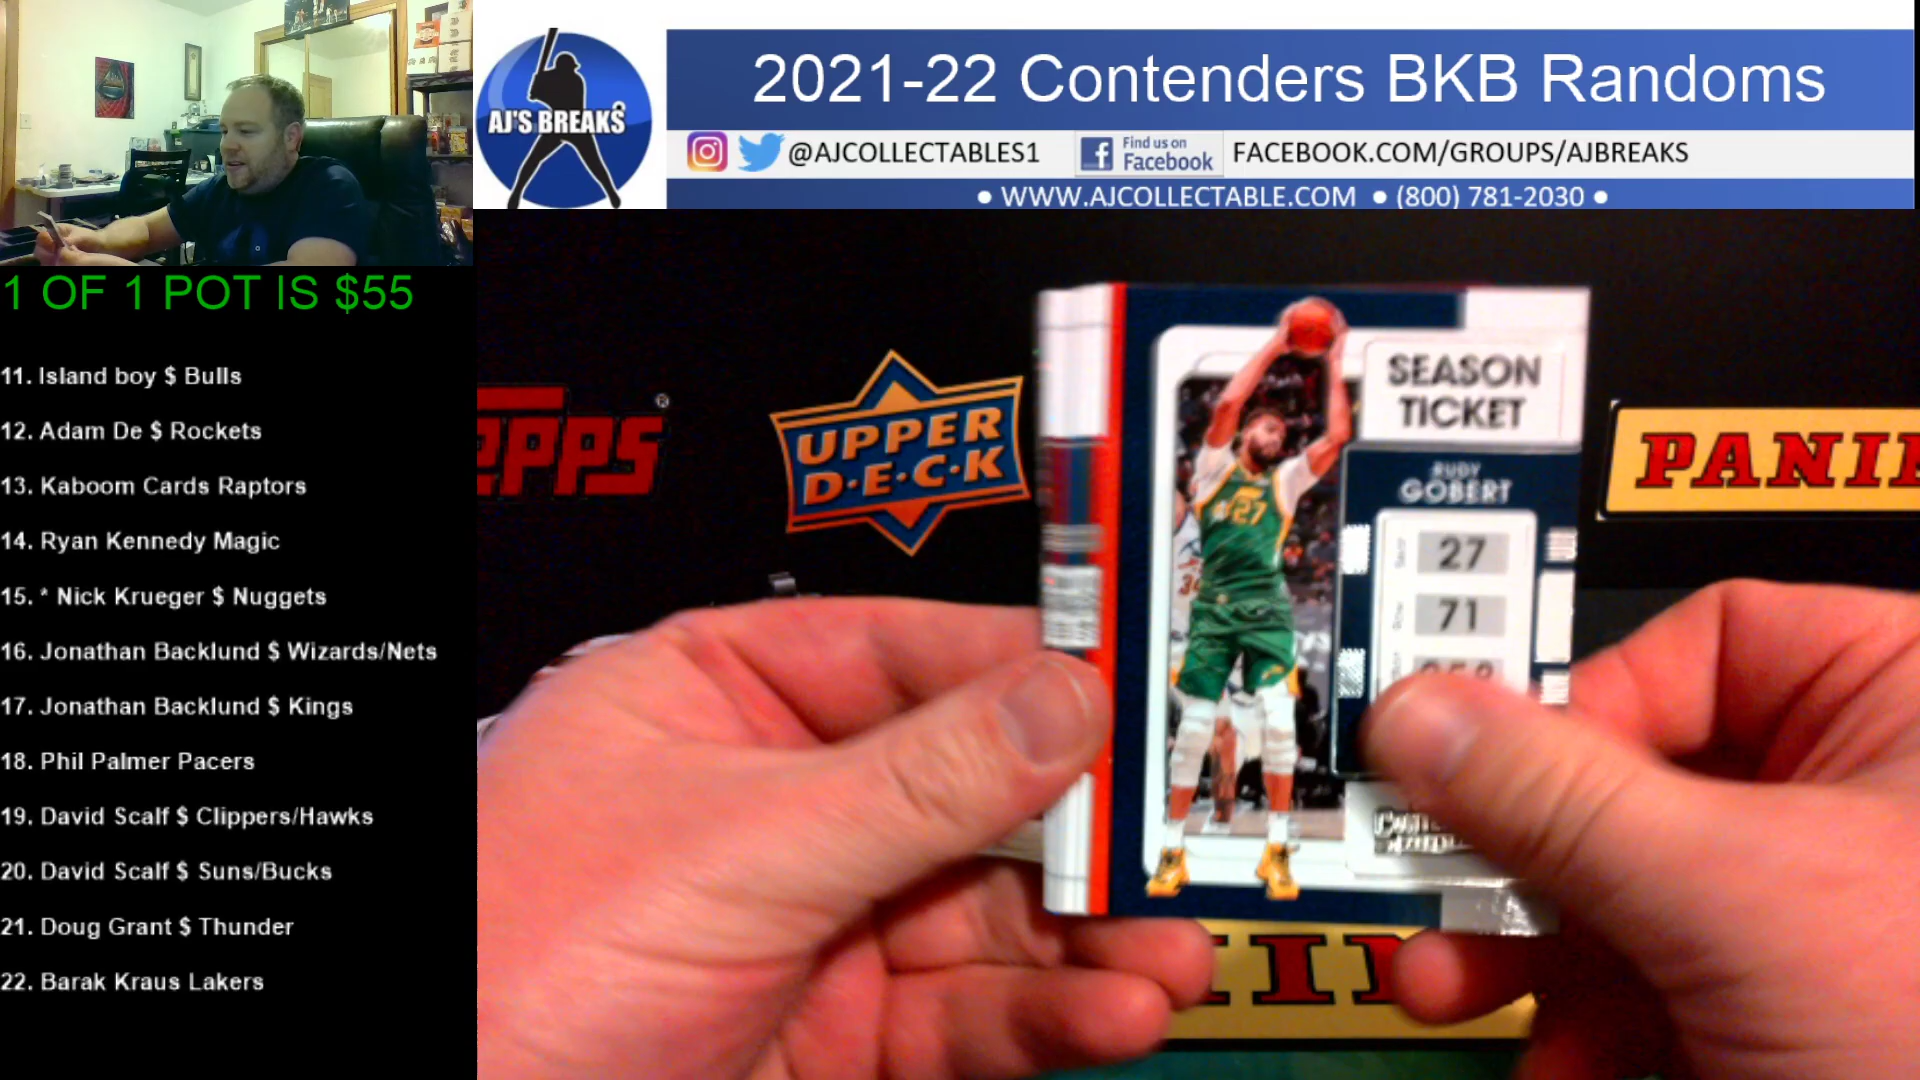 2021-22 Contenders BKB Randoms
AJ'S BREAKS
@AJCOLLECTABLES1
Find us on
Facebook
FACEBOOK.COM/GROUPS/AJBREAKS
• WWW.AJCOLLECTABLE.COM • (800) 781-2030 •
1 OF 1 POT IS $55
11. Island boy $ Bulls
12. Adam De $ Rockets
13. Kaboom Cards Raptors
14. Ryan Kennedy Magic
15. * Nick Krueger $ Nuggets
16. Jonathan Backlund $ Wizards/Nets
17. Jonathan Backlund $ Kings
18. Phil Palmer Pacers
19. David Scalf $ Clippers/Hawks
20. David Scalf $ Suns/Bucks
21. Doug Grant $ Thunder
22. Barak Kraus Lakers
UPPER
D·E·C·K
SEASON
TICKET
RUDY
GOBERT
27
71
27